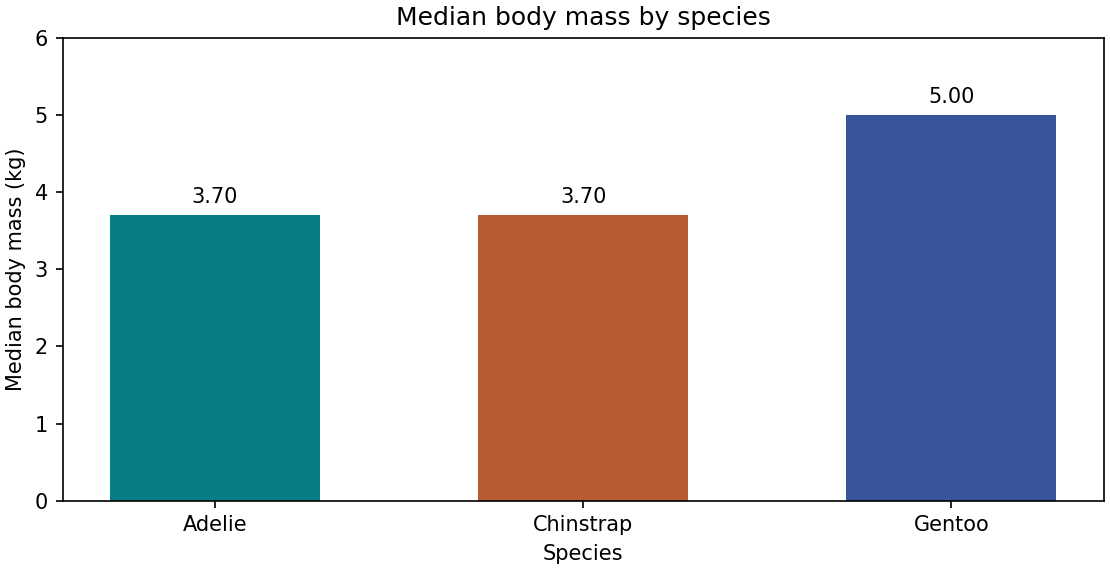 Median body mass by species
Median body mass (kg)
6
5
4
3
2
1
0
3.70
3.70
5.00
Adelie
Chinstrap
Gentoo
Species